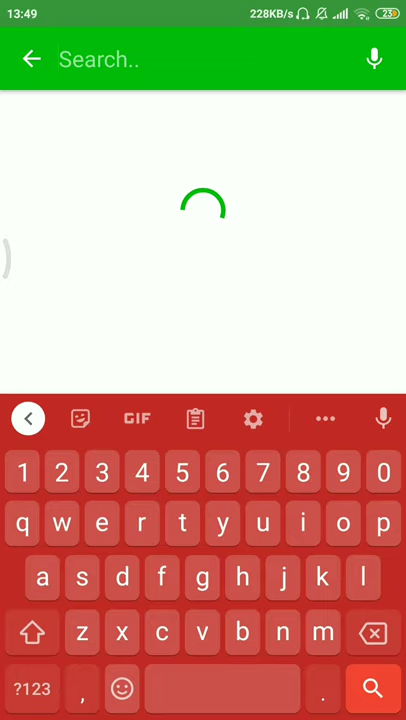 13:49 228KB/s 23
Search..
GIF
1 2 3 4 5 6 7 8 9 0
q w e r t y u i o p
a s d f g h j k l
z x c v b n m
?123 , .